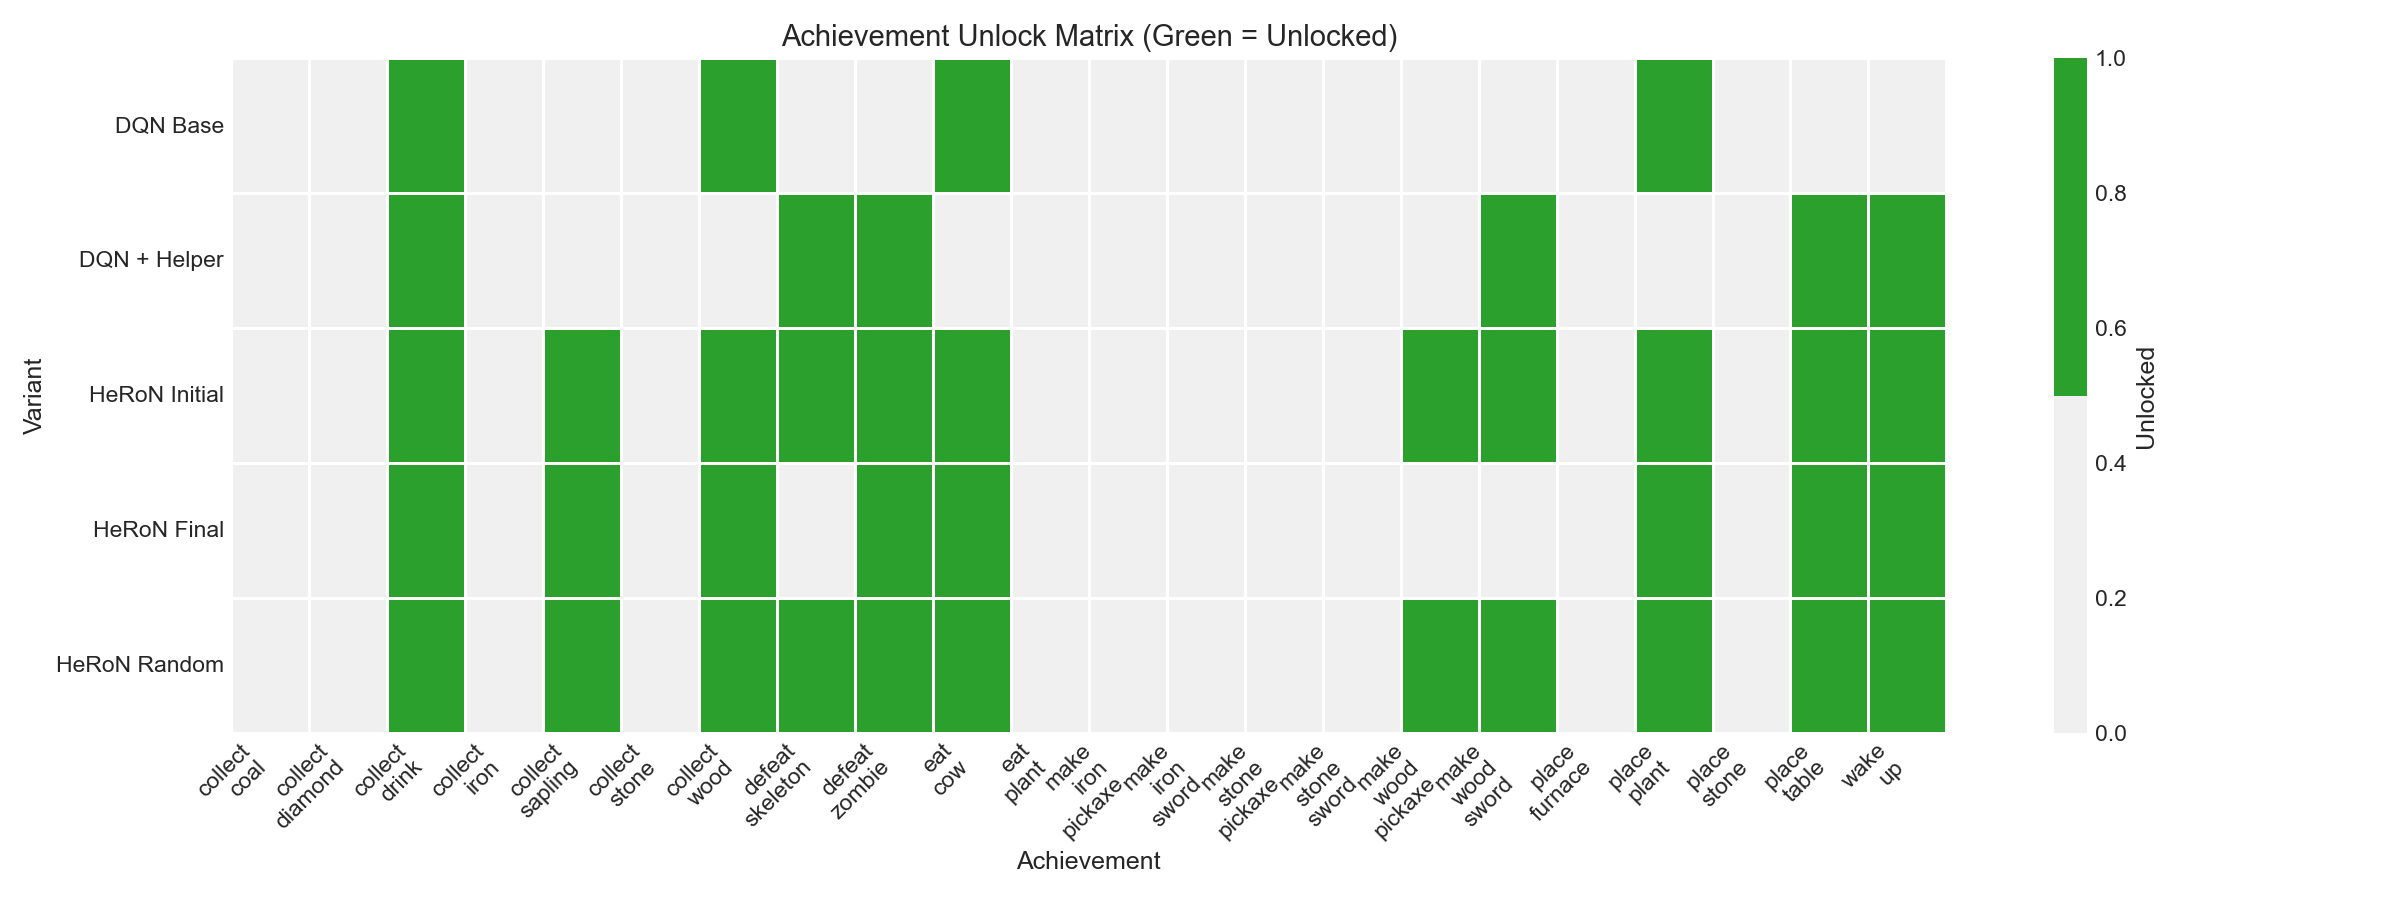 Achievement Unlock Matrix (Green = Unlocked)
Variant
DQN Base
DQN + Helper
HeRoN Initial
HeRoN Final
HeRoN Random
collect
coal
collect
diamond
collect
drink
collect
iron
collect
sapling
collect
stone
collect
wood
defeat
skeleton
defeat
zombie
eat
cow
eat
plant
make
iron
pickaxe
make
iron
sword
make
stone
pickaxe
make
stone
sword
make
wood
pickaxe
make
wood
sword
place
furnace
place
plant
place
stone
place
table
wake
up
Achievement
1.0
0.8
0.6
0.4
0.2
0.0
Unlocked